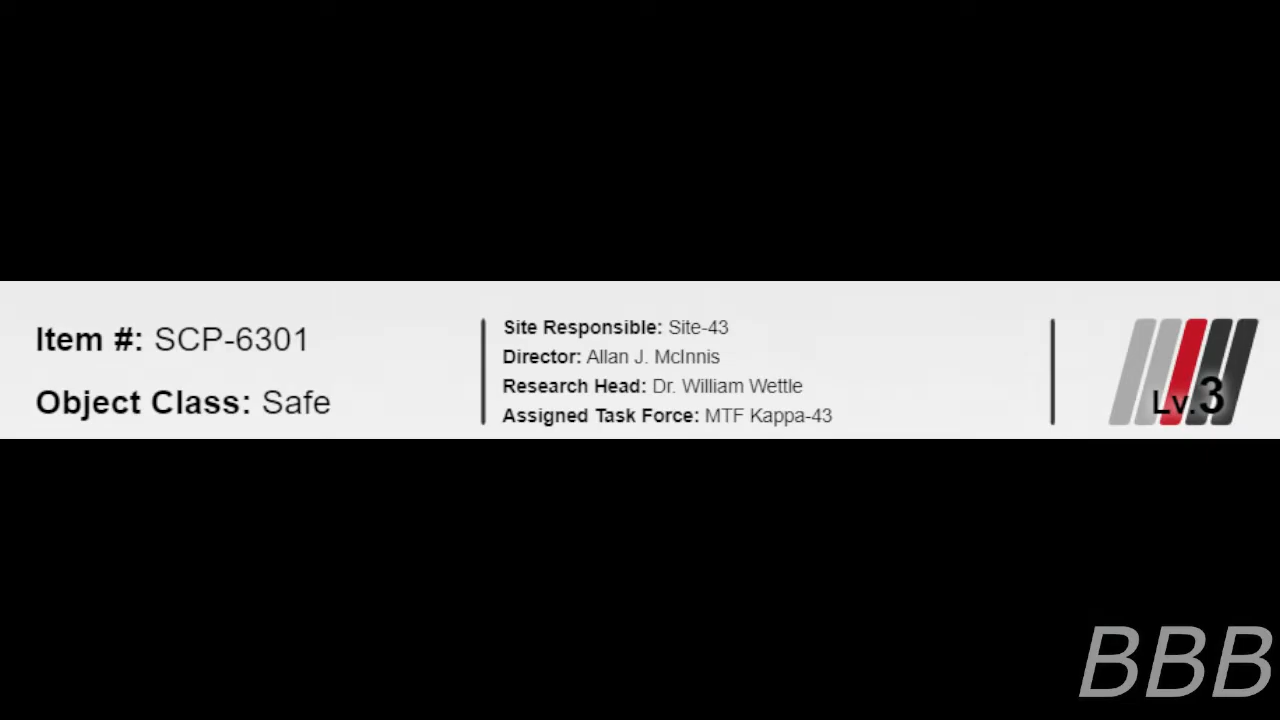 Item #: SCP-6301
Object Class: Safe
Site Responsible: Site-43
Director: Allan J. McInnis
Research Head: Dr. William Wettle
Assigned Task Force: MTF Kappa-43
Lv.3
BBB